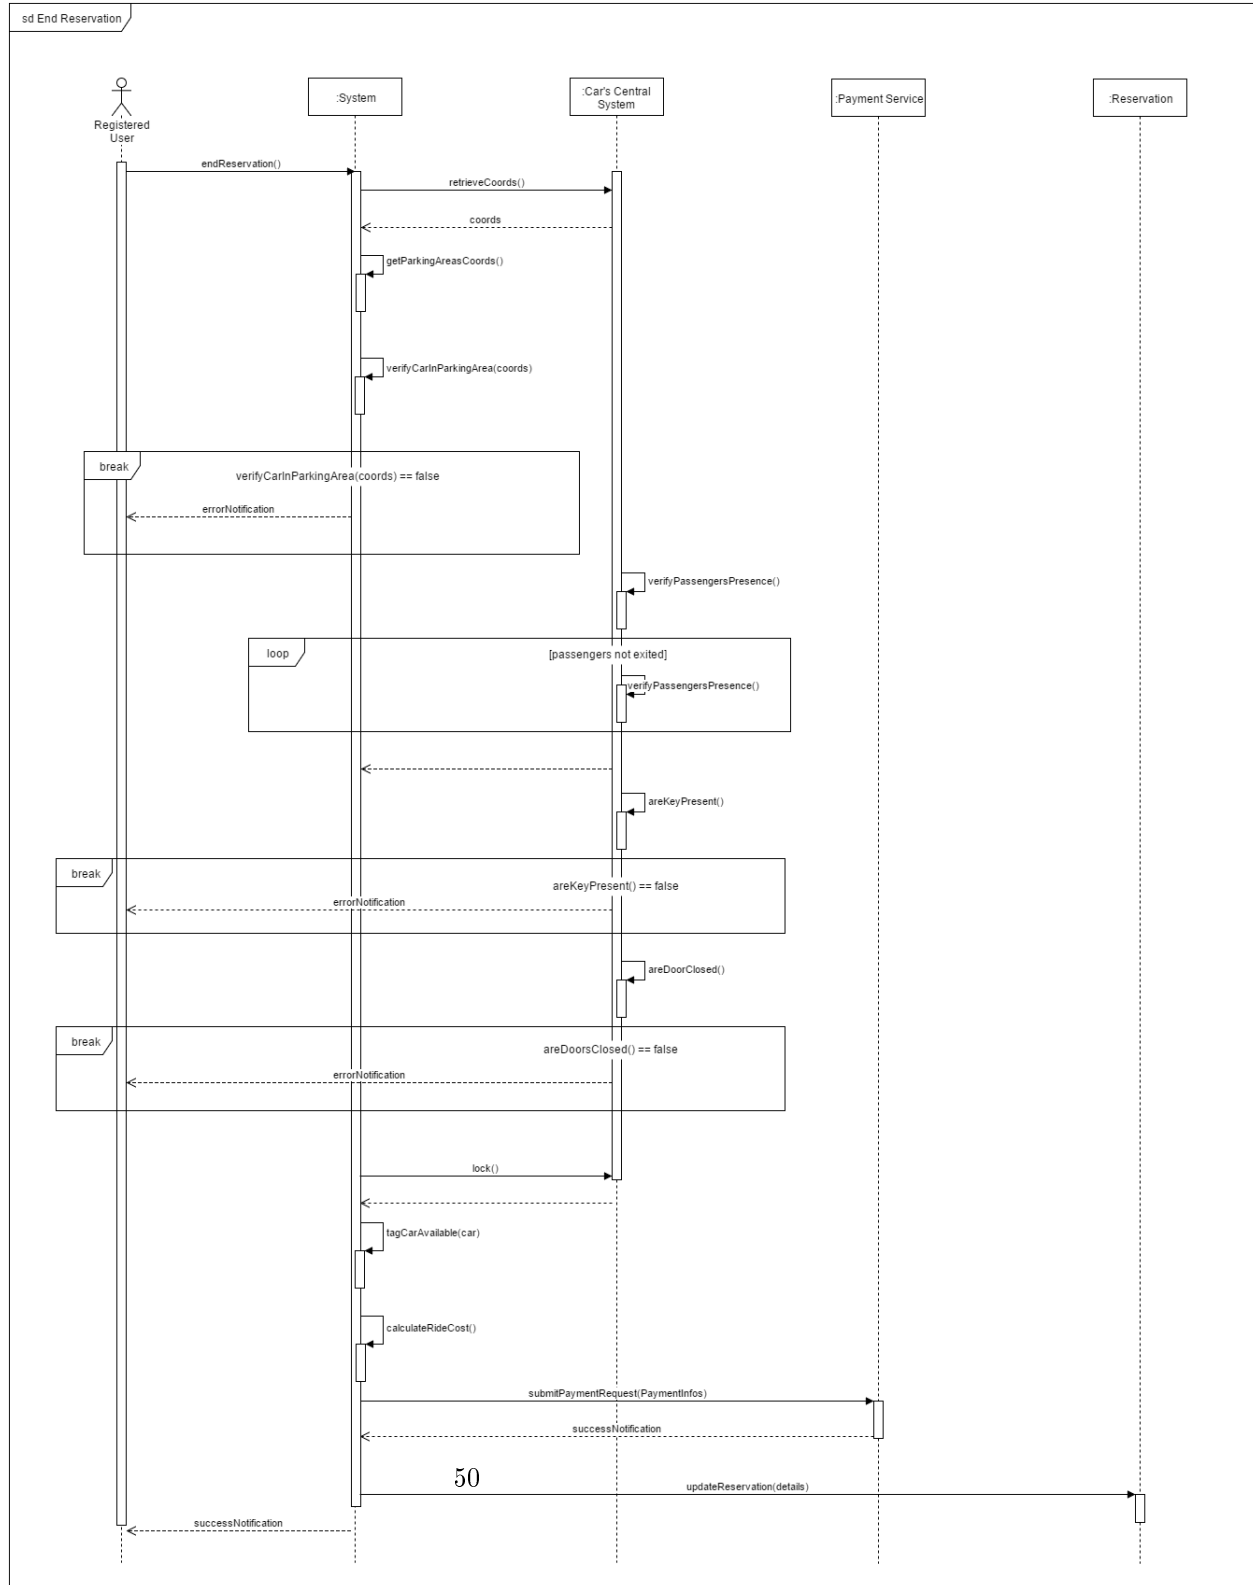 sd End Reservation
Registered
User
:System
:Car's Central
System
:Payment Service
:Reservation
endReservation()
retrieveCoords()
coords
getParkingAreasCoords()
verifyCarInParkingArea(coords)
break
verifyCarInParkingArea(coords) == false
errorNotification
verifyPassengersPresence()
loop
[passengers not exited]
verifyPassengersPresence()
areKeyPresent()
break
areKeyPresent() == false
errorNotification
areDoorClosed()
break
areDoorsClosed() == false
errorNotification
lock()
tagCarAvailable(car)
calculateRideCost()
submitPaymentRequest(PaymentInfos)
successNotification
50
updateReservation(details)
successNotification